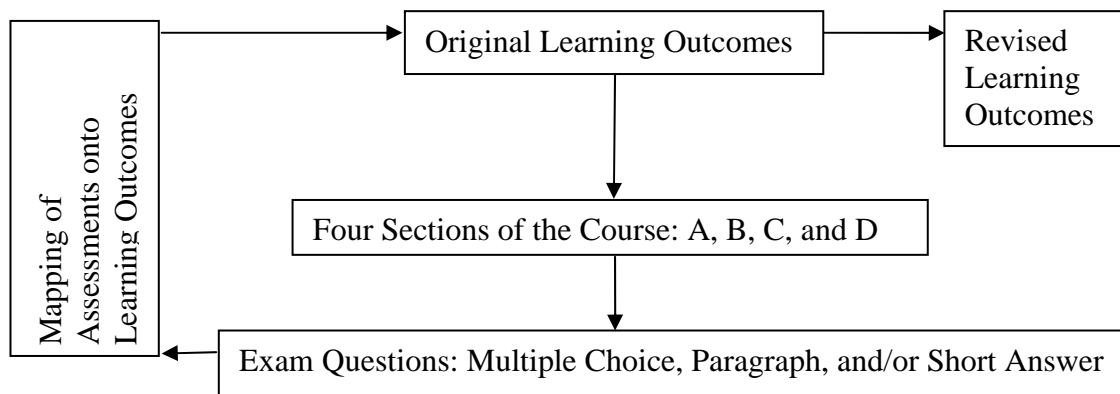 Mapping of
Assessments onto
Learning Outcomes
Original Learning Outcomes
Revised
Learning
Outcomes
Four Sections of the Course: A, B, C, and D
Exam Questions: Multiple Choice, Paragraph, and/or Short Answer